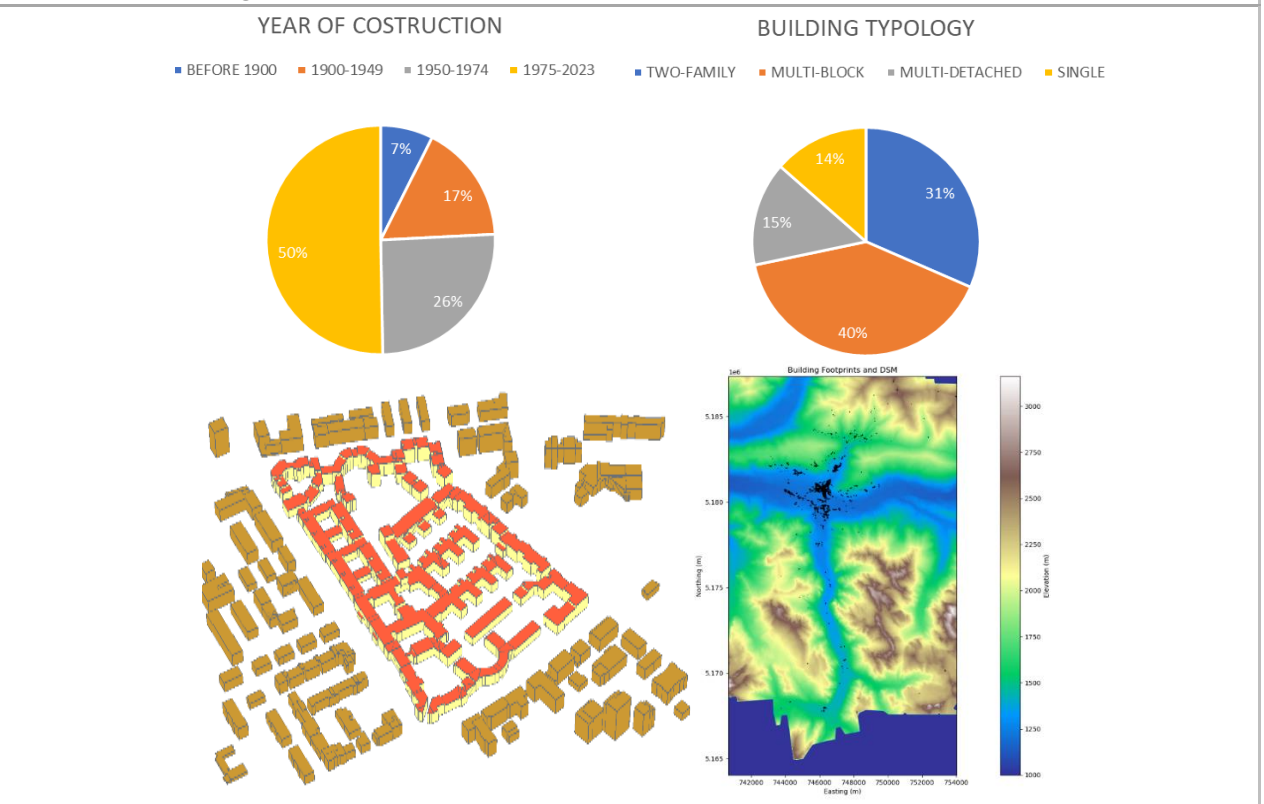 YEAR OF COSTRUCTION
BEFORE 1900 1900-1949 1950-1974 1975-2023
7%
17%
26%
50%
BUILDING TYPOLOGY
TWO-FAMILY MULTI-BLOCK MULTI-DETACHED SINGLE
31%
40%
15%
14%
Building Footprints and DSM
1e6
5.185
5.180
5.175
5.170
5.165
Northing (m)
742000 744000 746000 748000 750000 752000 754000
Easting (m)
2750
2500
2250
2000
1750
1500
1250
1000
Elevation (m)